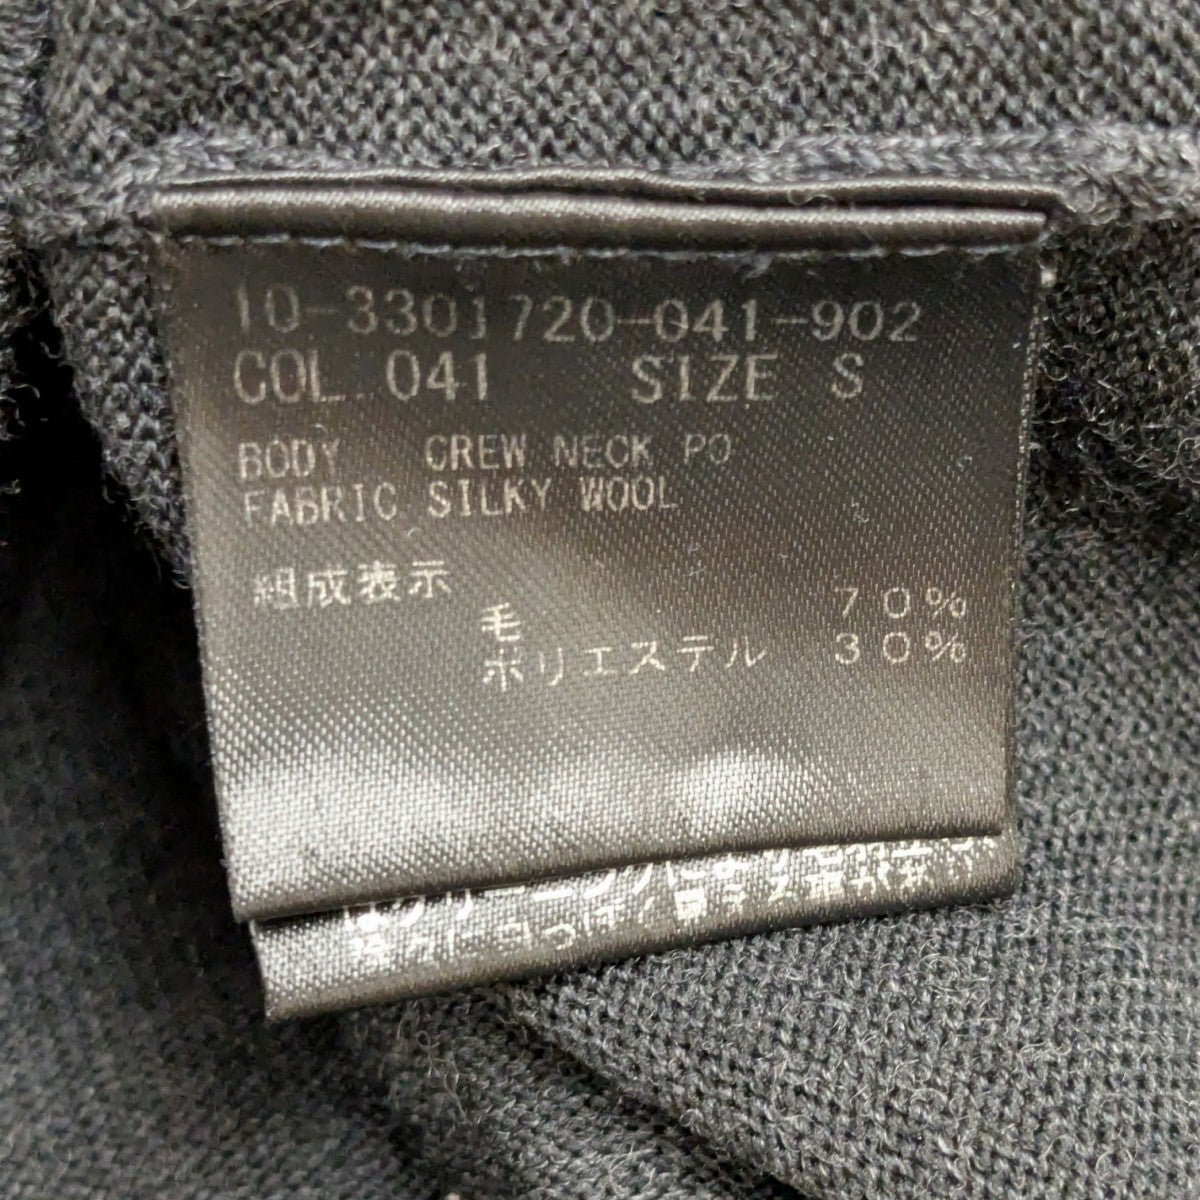 10-3301720-041-902
COL. 041 SIZE S
BODY CREW NECK PO
FABRIC SILKY WOOL
組成表示
毛 70%
ポリエステル 30%